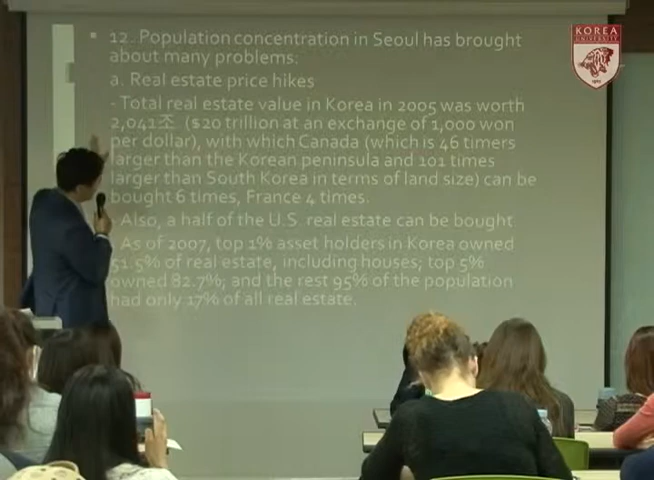 KOREA
UNIVERSITY
12. Population concentration in Seoul has brought
about many problems.
a. Real estate price hikes
- Total real estate value in Korea in 2005 was worth
2,041조. ($20 trillion at an exchange of 1,000 won
per dollar), with which Canada (which is 46 timers
larger than the Korean peninsula and 101 times
larger than South Korea in terms of land size) can be
bought 6 times, France 4 times.
Also, a half of the U.S. real estate can be bought
As of 2007, top 1% asset holders in Korea owned
51.5% of real estate, including houses; top 5%
owned 82.7%; and the rest 95% of the population
had only 17% of all real estate.